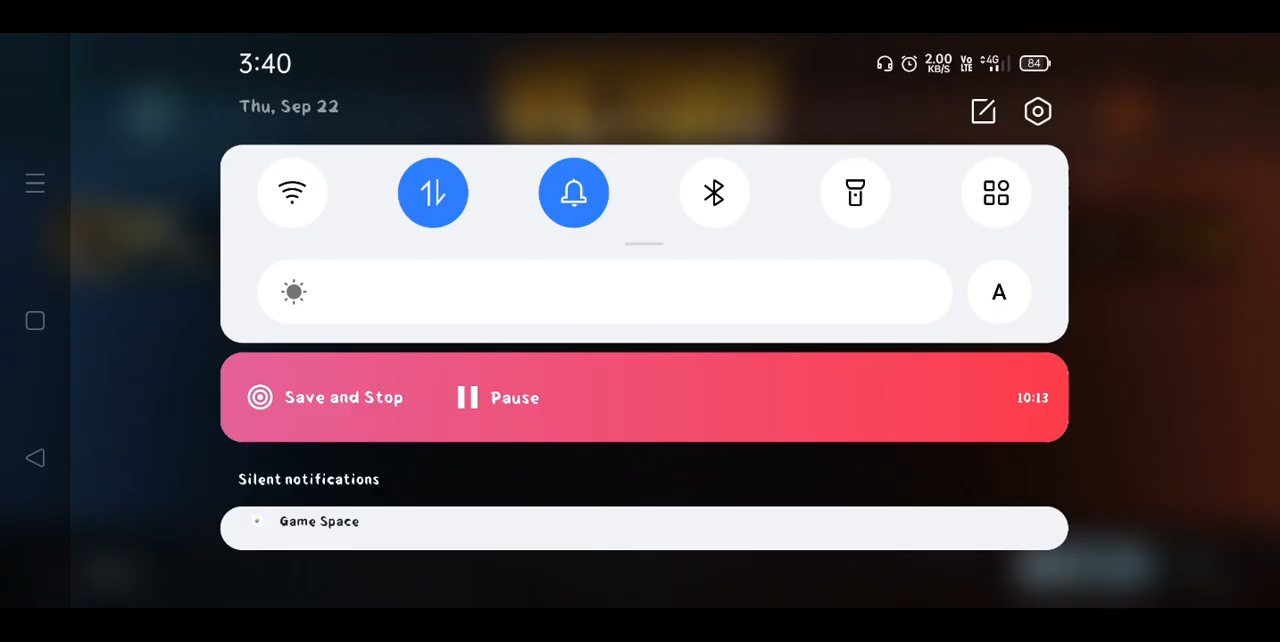 3:40
2.00 KB/S Vo LTE 4G 84
Thu, Sep 22
A
Save and Stop Pause 10:13
Silent notifications
Game Space